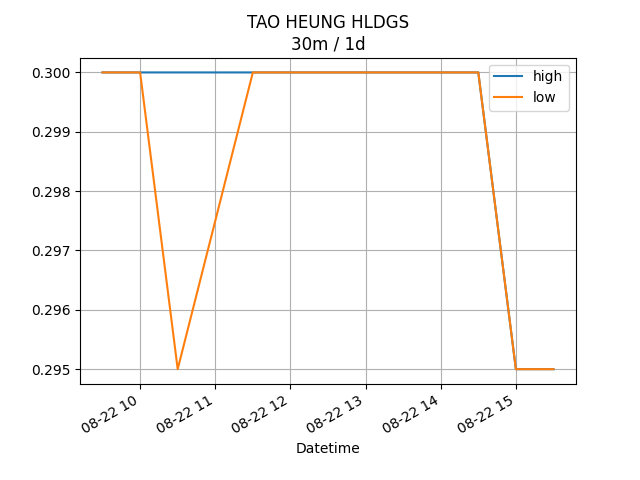 TAO HEUNG HLDGS
30m / 1d
high
low
0.300
0.299
0.298
0.297
0.296
0.295
08-22 10
08-22 11
08-22 12
08-22 13
08-22 14
08-22 15
Datetime